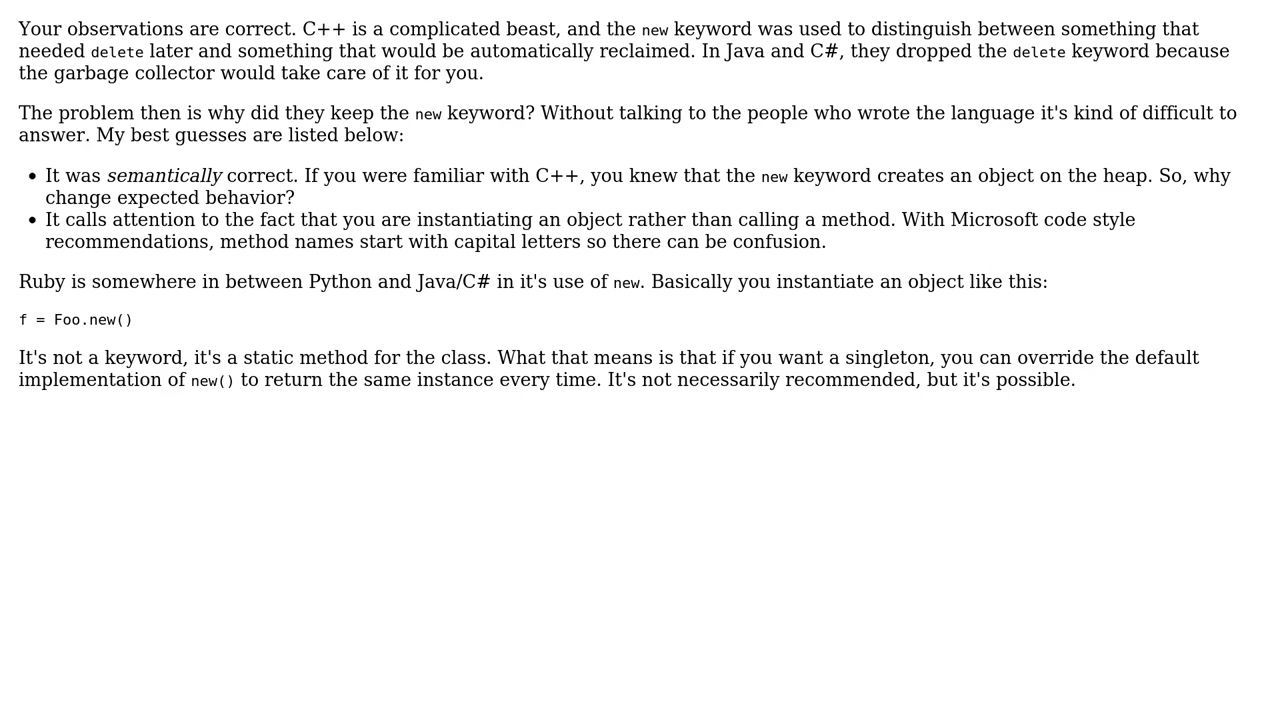 Your observations are correct. C++ is a complicated beast, and the new keyword was used to distinguish between something that
needed delete later and something that would be automatically reclaimed. In Java and C#, they dropped the delete keyword because
the garbage collector would take care of it for you.
The problem then is why did they keep the new keyword? Without talking to the people who wrote the language it's kind of difficult to
answer. My best guesses are listed below:
• It was semantically correct. If you were familiar with C++, you knew that the new keyword creates an object on the heap. So, why
change expected behavior?
• It calls attention to the fact that you are instantiating an object rather than calling a method. With Microsoft code style
recommendations, method names start with capital letters so there can be confusion.
Ruby is somewhere in between Python and Java/C# in it's use of new. Basically you instantiate an object like this:
f = Foo.new()
It's not a keyword, it's a static method for the class. What that means is that if you want a singleton, you can override the default
implementation of new() to return the same instance every time. It's not necessarily recommended, but it's possible.